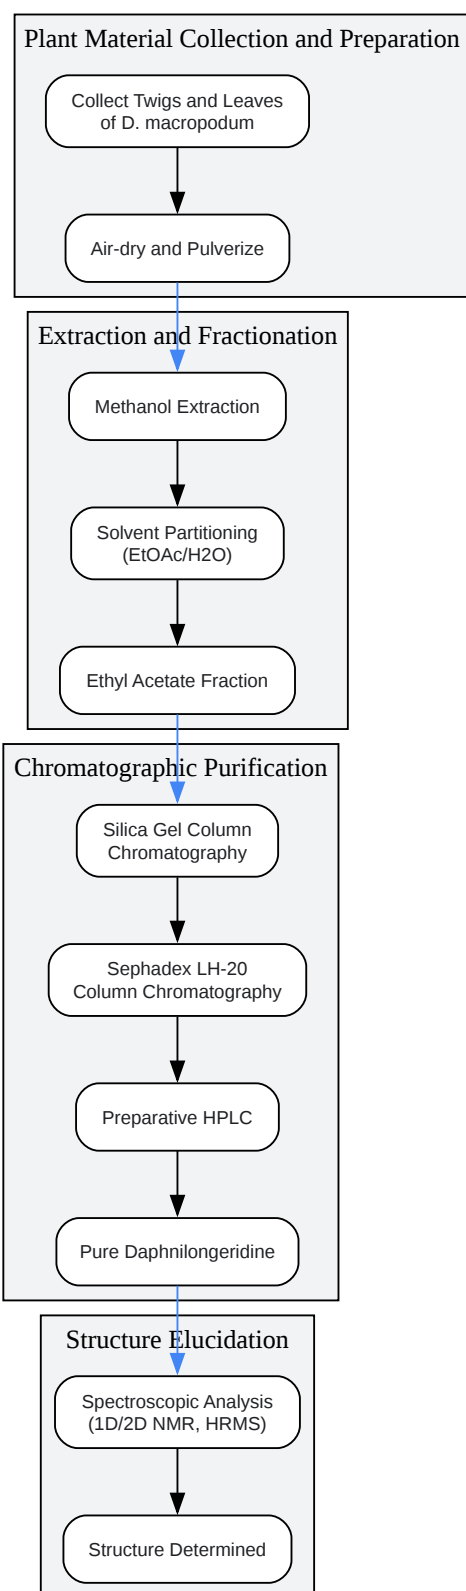 Plant Material Collection and Preparation
Collect Twigs and Leaves
of D. macropodum
Air-dry and Pulverize
Extraction and Fractionation
Methanol Extraction
Solvent Partitioning
(EtOAc/H2O)
Ethyl Acetate Fraction
Chromatographic Purification
Silica Gel Column
Chromatography
Sephadex LH-20
Column Chromatography
Preparative HPLC
Pure Daphnilongeridine
Structure Elucidation
Spectroscopic Analysis
(1D/2D NMR, HRMS)
Structure Determined